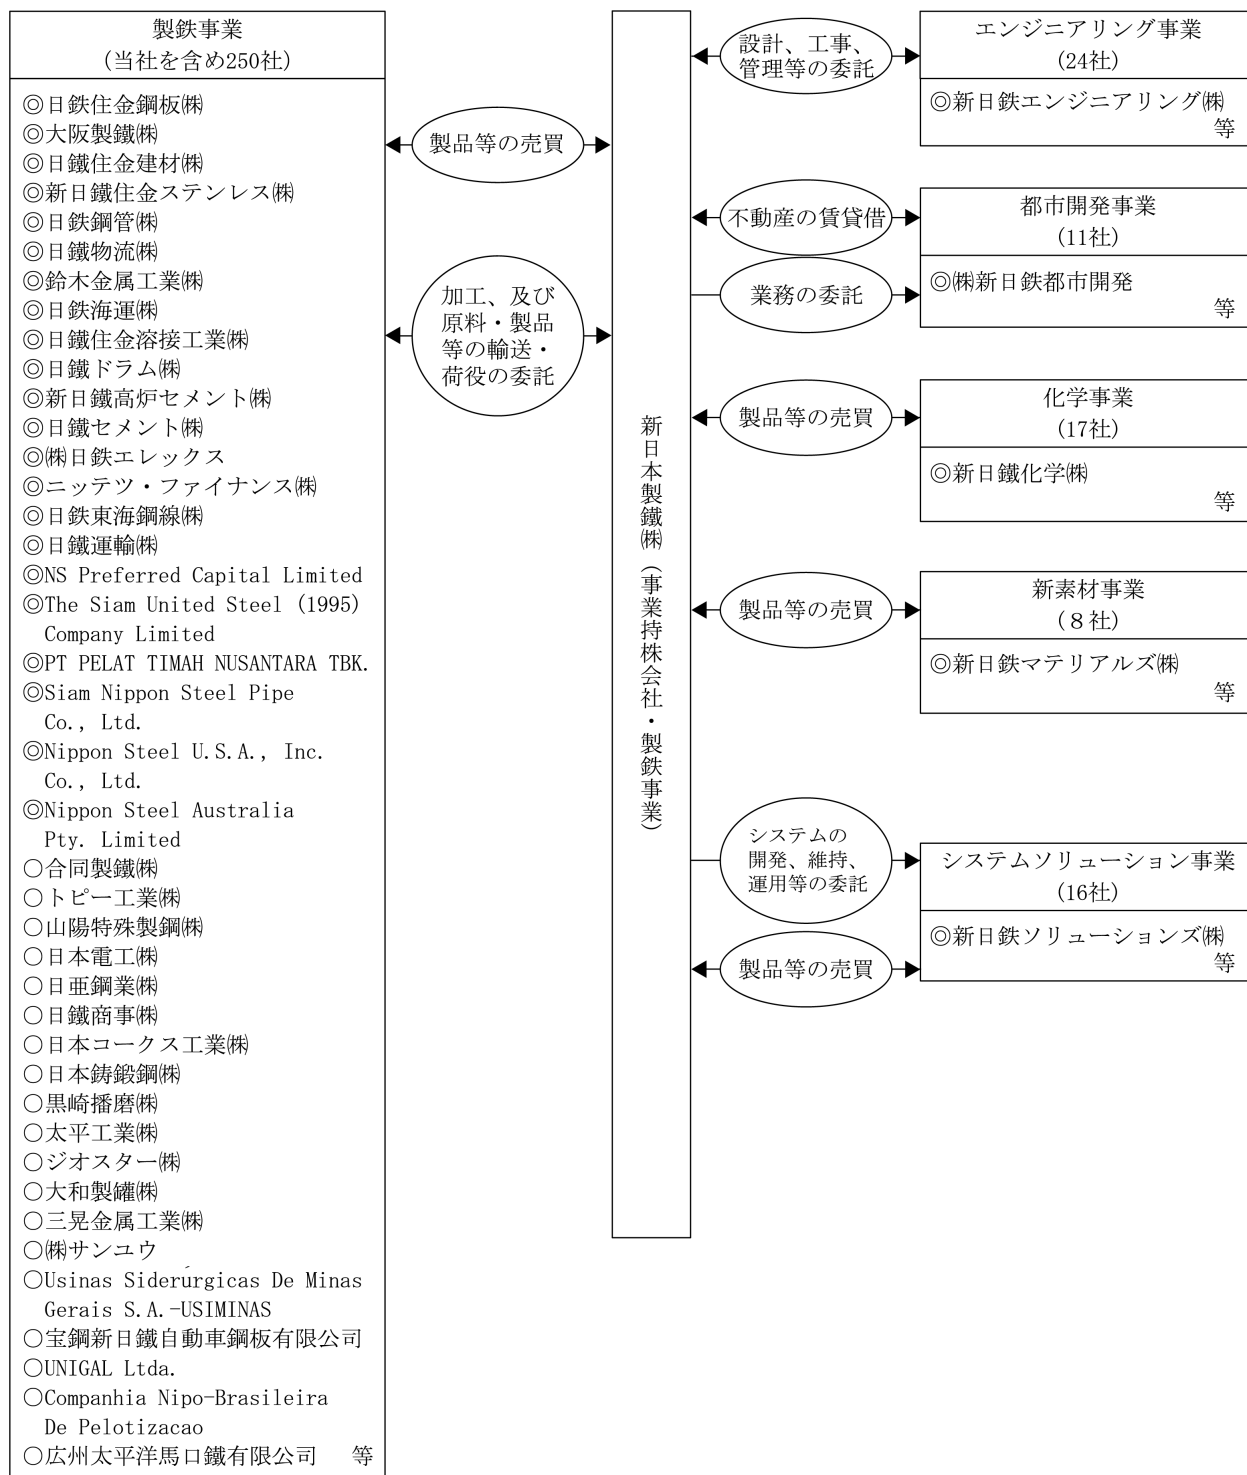 製鉄事業
(当社を含め250社)
◎日鉄住金鋼板㈱
◎大阪製鐵㈱
◎日鐵住金建材㈱
◎新日鐵住金ステンレス㈱
◎日鉄鋼管㈱
◎日鐵物流㈱
◎鈴木金属工業㈱
◎日鉄海運㈱
◎日鐵住金溶接工業㈱
◎日鐵ドラム㈱
◎新日鐵高炉セメント㈱
◎日鐵セメント㈱
◎㈱日鉄エレックス
◎ニッテツ・ファイナンス㈱
◎日鉄東海鋼線㈱
◎日鐵運輸㈱
◎NS Preferred Capital Limited
◎The Siam United Steel (1995)
Company Limited
◎PT PELAT TIMAH NUSANTARA TBK.
◎Siam Nippon Steel Pipe
Co., Ltd.
◎Nippon Steel U.S.A., Inc.
Co., Ltd.
◎Nippon Steel Australia
Pty. Limited
○合同製鐵㈱
○トピー工業㈱
○山陽特殊製鋼㈱
○日本電工㈱
○日亜鋼業㈱
○日鐵商事㈱
○日本コークス工業㈱
○日本鋳鍛鋼㈱
○黒崎播磨㈱
○太平工業㈱
○ジオスター㈱
○大和製罐㈱
○三晃金属工業㈱
○㈱サンユウ
○Usinas Siderúrgicas De Minas
Gerais S.A.-USIMINAS
○宝鋼新日鐵自動車鋼板有限公司
○UNIGAL Ltda.
○Companhia Nipo-Brasileira
De Pelotizacao
○広州太平洋馬口鐵有限公司 等
製品等の売買
加工、及び
原料・製品
等の輸送・
荷役の委託
新日本製鐵㈱(事業持株会社・製鉄事業)
設計、工事、
管理等の委託
エンジニアリング事業
(24社)
◎新日鉄エンジニアリング㈱
等
不動産の賃貸借
業務の委託
都市開発事業
(11社)
◎㈱新日鉄都市開発
等
製品等の売買
化学事業
(17社)
◎新日鐵化学㈱
等
製品等の売買
新素材事業
(８社)
◎新日鉄マテリアルズ㈱
等
システムの
開発、維持、
運用等の委託
製品等の売買
システムソリューション事業
(16社)
◎新日鉄ソリューションズ㈱
等